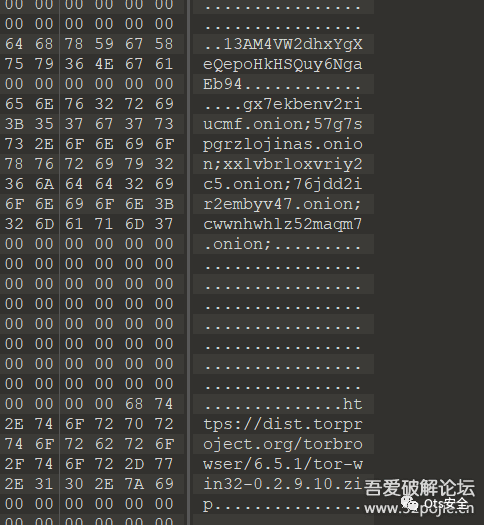 00 00 00 00 00 00 ................
00 00 00 00 00 00 ................
64 68 78 59 67 58 ..13AM4VW2dhxYgX
75 79 36 4E 67 61 eQepoHkHSQuy6Nga
00 00 00 00 00 00 Eb94............
65 6E 76 32 72 69 ....gx7ekbenv2ri
3B 35 37 67 37 73 ucmf.onion;57g7s
73 2E 6F 6E 69 6F pgrzlojinas.onio
78 76 72 69 79 32 n;xxlvbrloxvriy2
36 6A 64 64 32 69 c5.onion;76jdd2i
6F 6E 69 6F 6E 3B r2embyv47.onion;
32 6D 61 71 6D 37 cwwnhwhlz52maqm7
00 00 00 00 00 00 .onion;.........
00 00 00 00 00 00 ................
00 00 00 00 00 00 ................
00 00 00 00 00 00 ................
00 00 00 00 00 00 ................
00 00 00 00 00 00 ................
00 00 00 00 00 00 ................
00 00 00 00 00 00 ................
00 00 00 00 68 74 ..............ht
2E 74 6F 72 70 72 tps://dist.torpr
74 6F 72 62 72 6F oject.org/torbro
2F 74 6F 72 2D 77 wser/6.5.1/tor-w
2E 31 30 2E 7A 69 in32-0.2.9.10.zi
00 00 00 00 00 00 p...............
吾爱破解论坛
www.52pojie.cn
Qts安全